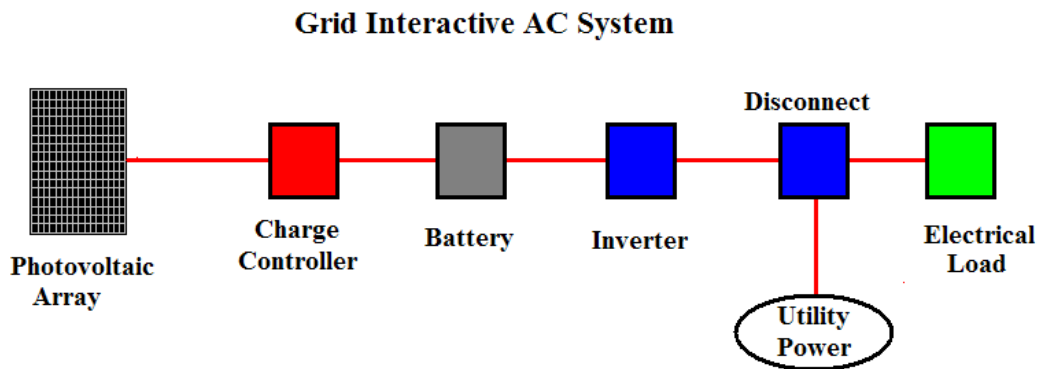 Grid Interactive AC System
Disconnect
Photovoltaic
Array
Charge
Controller
Battery
Inverter
Electrical
Load
Utility
Power